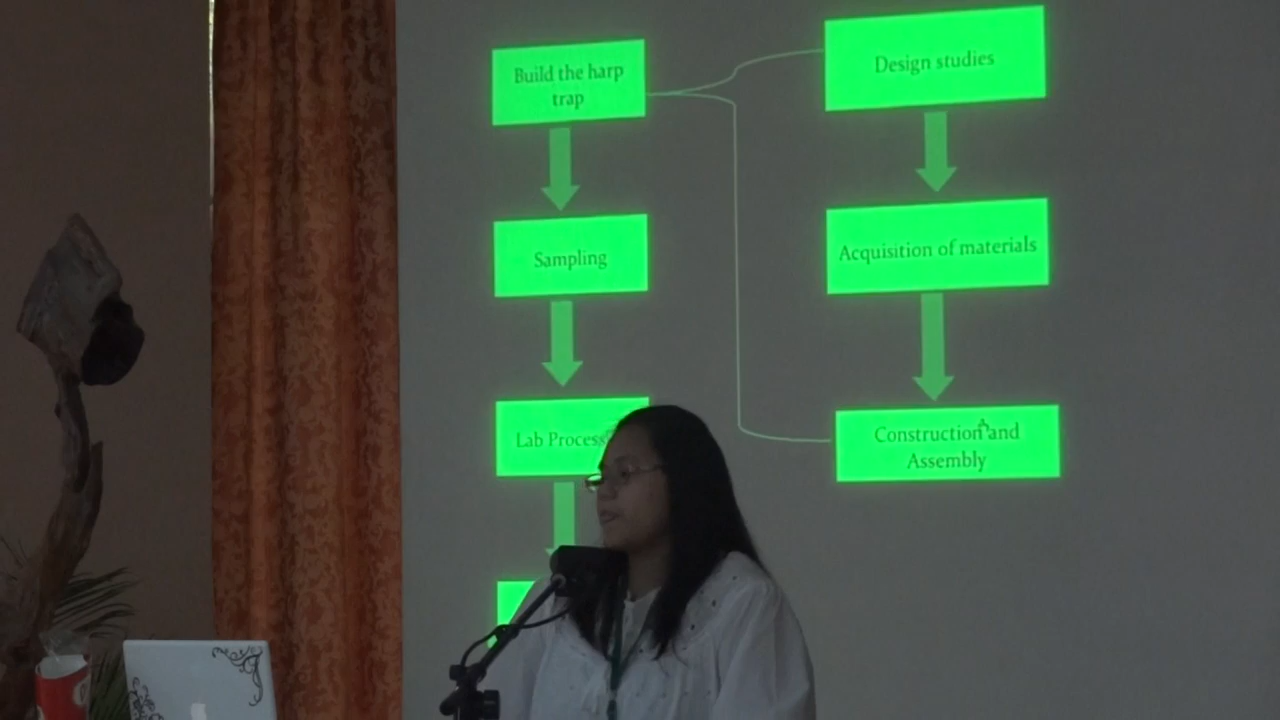 Build the harp
trap
Sampling
Lab Process
Design studies
Acquisition of materials
Construction and
Assembly